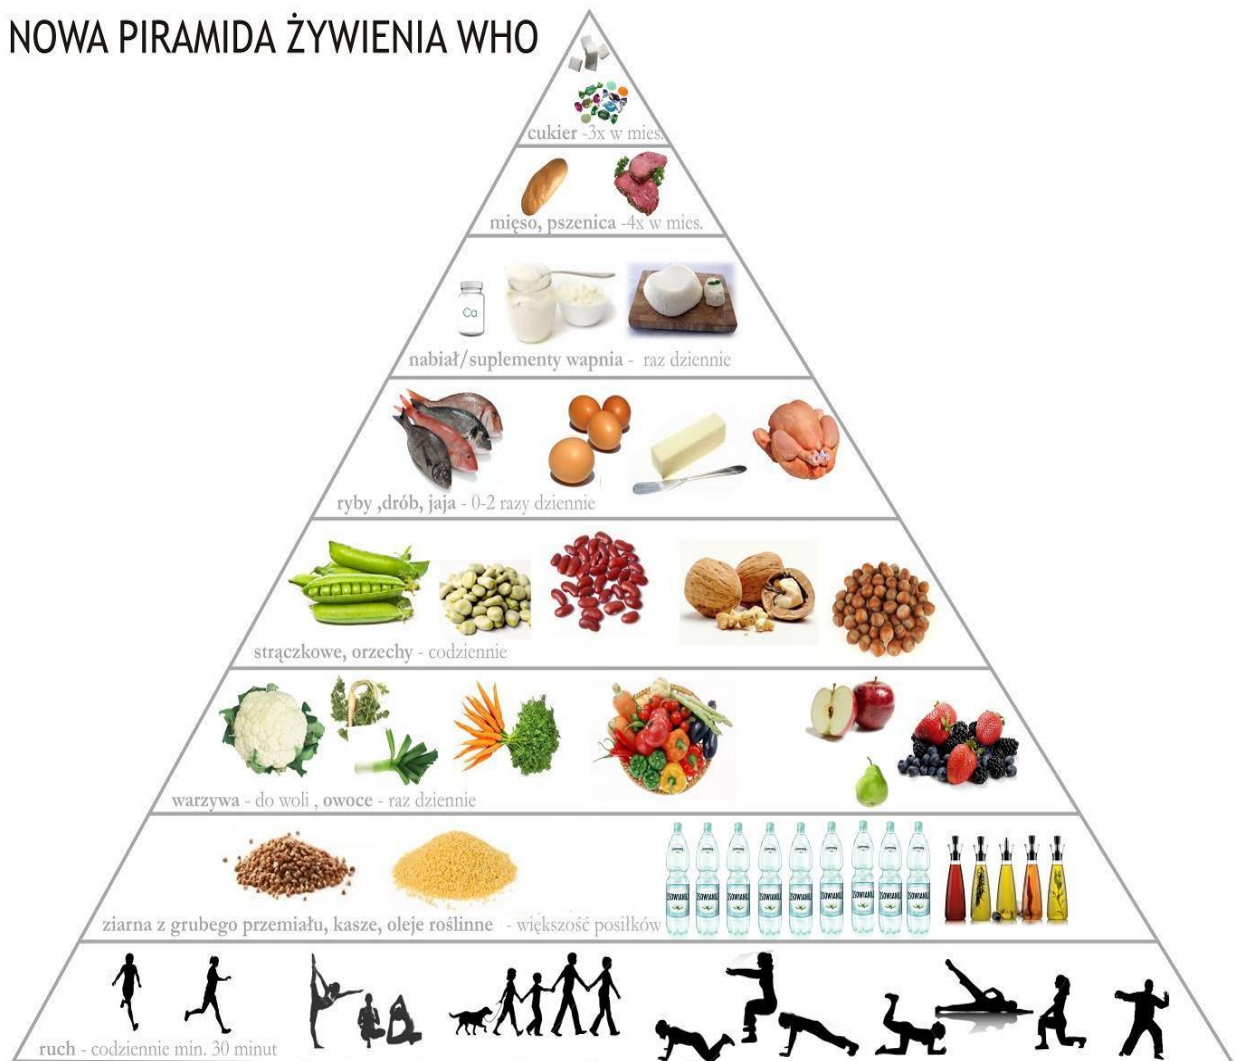 NOWA PIRAMIDA ŻYWIENIA WHO
cukier -3x w mies.
mięso, pszenica -4x w mies.
Ca
nabiał/suplementy wapnia - raz dziennie
ryby ,drób, jaja - 0-2 razy dziennie
strączkowe, orzechy - codziennie
warzywa - do woli , owoce - raz dziennie
ziarna z grubego przemiału, kasze, oleje roślinne - większość posiłków
ruch - codziennie min. 30 minut